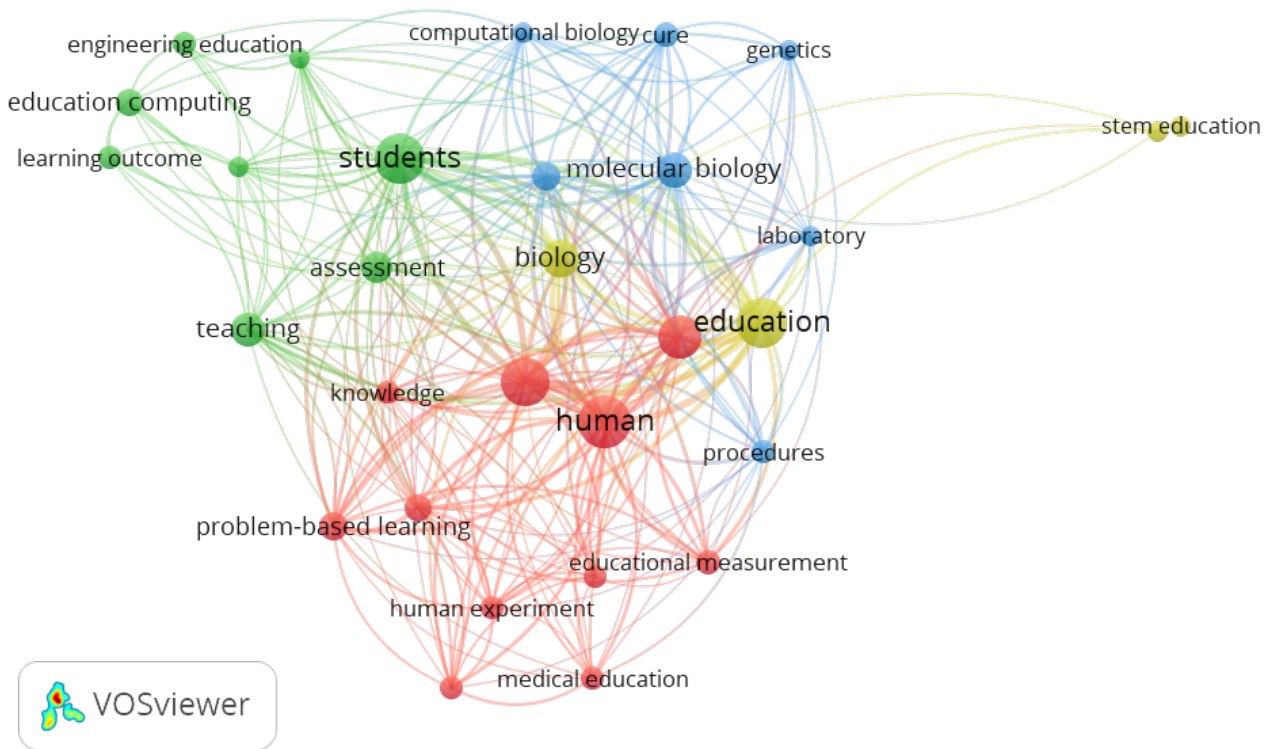 computational biology
cure
engineering education
genetics
education computing
stem education
learning outcome
students
molecular biology
laboratory
biology
assessment
education
teaching
knowledge
human
procedures
problem-based learning
educational measurement
human experiment
medical education
VOSviewer